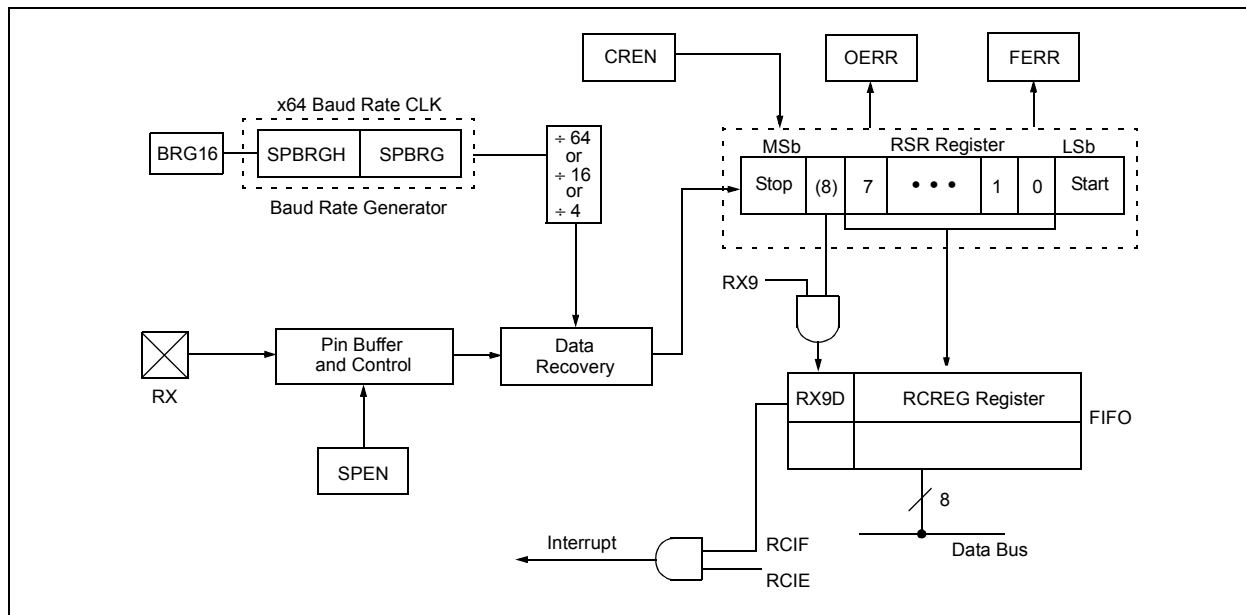 CREN
OERR
FERR
x64 Baud Rate CLK
BRG16
SPBRGH
SPBRG
Baud Rate Generator
÷ 64
or
÷ 16
or
÷ 4
MSb
RSR Register
LSb
Stop
(8)
7
• • •
1
0
Start
RX9
RX
Pin Buffer
and Control
Data
Recovery
SPEN
RX9D
RCREG Register
FIFO
8
Data Bus
Interrupt
RCIF
RCIE